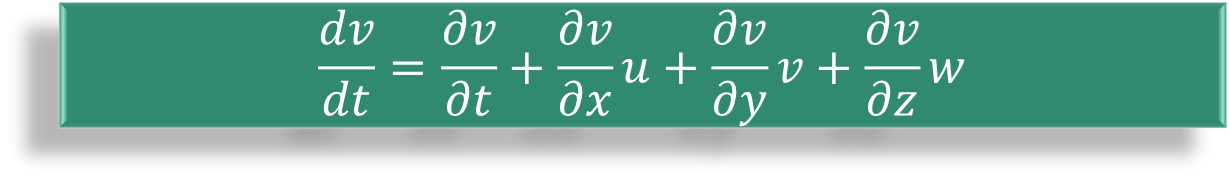 dv/dt = ∂v/∂t + ∂v/∂x u + ∂v/∂y v + ∂v/∂z w